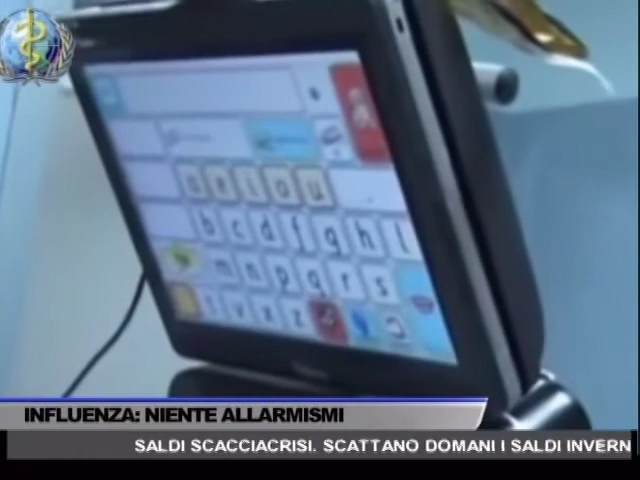 a e i o u
b c d f g h l
m n p q r s
t v x z
INFLUENZA: NIENTE ALLARMISMI
SALDI SCACCIACRISI. SCATTANO DOMANI I SALDI INVERN